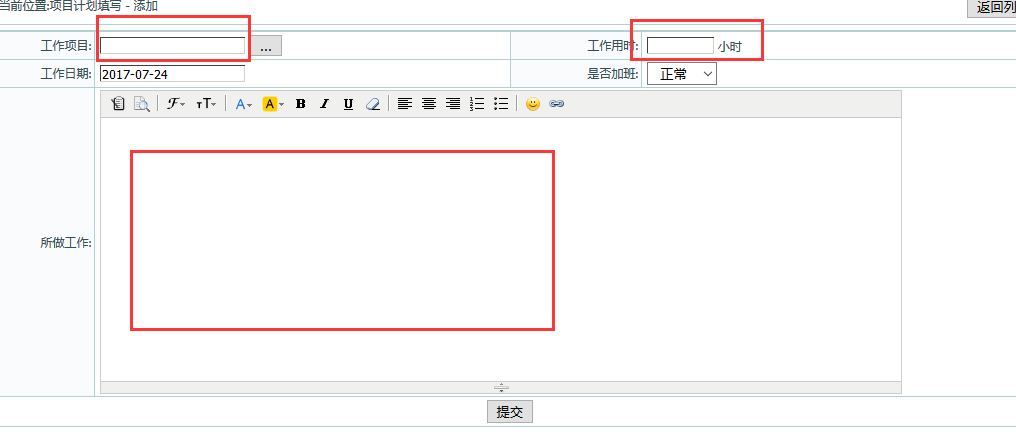 当前位置:项目计划填写 - 添加
返回列
工作项目: ... 工作用时: 小时
工作日期: 2017-07-24 是否加班: 正常
ℱ тT A A B I U
所做工作:
提交